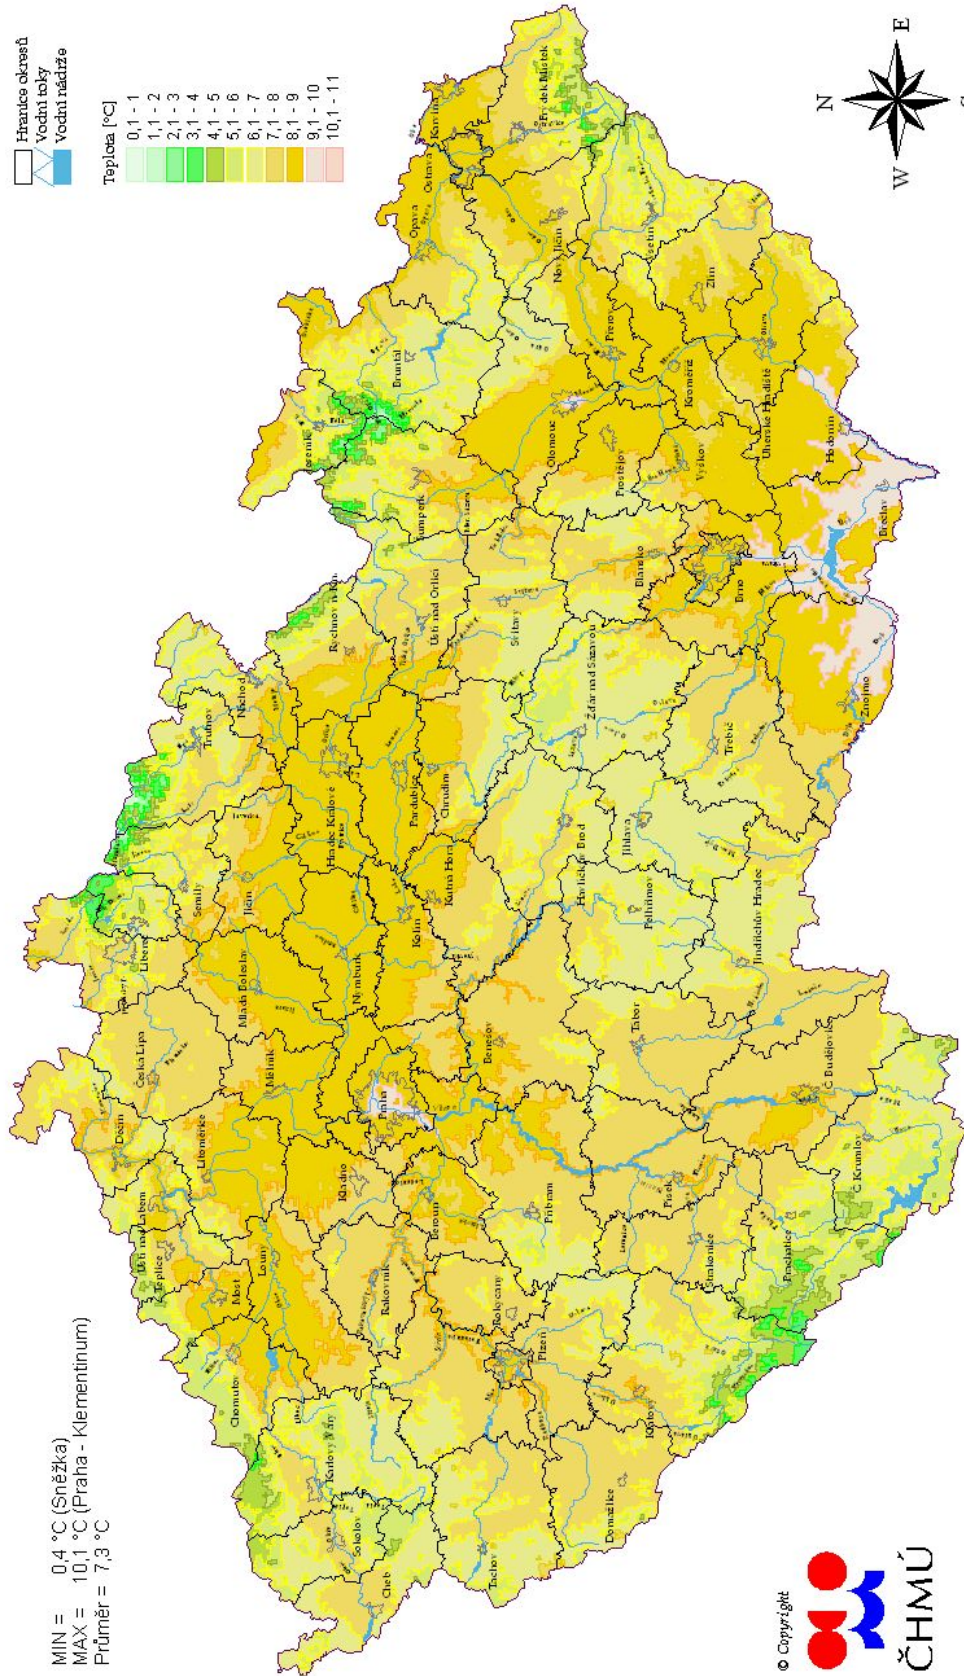 MIN = 0,4 °C (Sněžka)
MAX = 10,1 °C (Praha - Klementinum)
Průměr = 7,3 °C
Hranice okresů
Vodní toky
Vodní nádrže
Teplota [°C]
0,1 - 1
1,1 - 2
2,1 - 3
3,1 - 4
4,1 - 5
5,1 - 6
6,1 - 7
7,1 - 8
8,1 - 9
9,1 - 10
10,1 - 11
Děčín
Česká Lípa
Liberec
Semily
Trutnov
Náchod
Jičín
Ústí nad Labem
Teplice
Most
Litoměřice
Louny
Chomutov
Mělník
Mladá Boleslav
Hradec Králové
Rychnov n.Kn.
Jeseník
Bruntál
Šumperk
Opava
Ostrava
Karviná
Frýdek Místek
Nový Jičín
Karlovy Vary
Sokolov
Cheb
Rakovník
Kladno
Praha
Nymburk
Kolín
Pardubice
Chrudim
Ústí nad Orlicí
Svitavy
Olomouc
Přerov
Vsetín
Tachov
Plzeň
Rokycany
Beroun
Benešov
Kutná Hora
Havlíčkův Brod
Žďár nad Sázavou
Blansko
Prostějov
Kroměříž
Zlín
Domažlice
Klatovy
Příbram
Tábor
Pelhřimov
Jihlava
Třebíč
Brno
Vyškov
Uherské Hradiště
Hodonín
Strakonice
Písek
Jindřichův Hradec
Znojmo
Břeclav
Prachatice
Č.Krumlov
Č.Budějovice
N
W
E
S
© Copyright
ČHMÚ